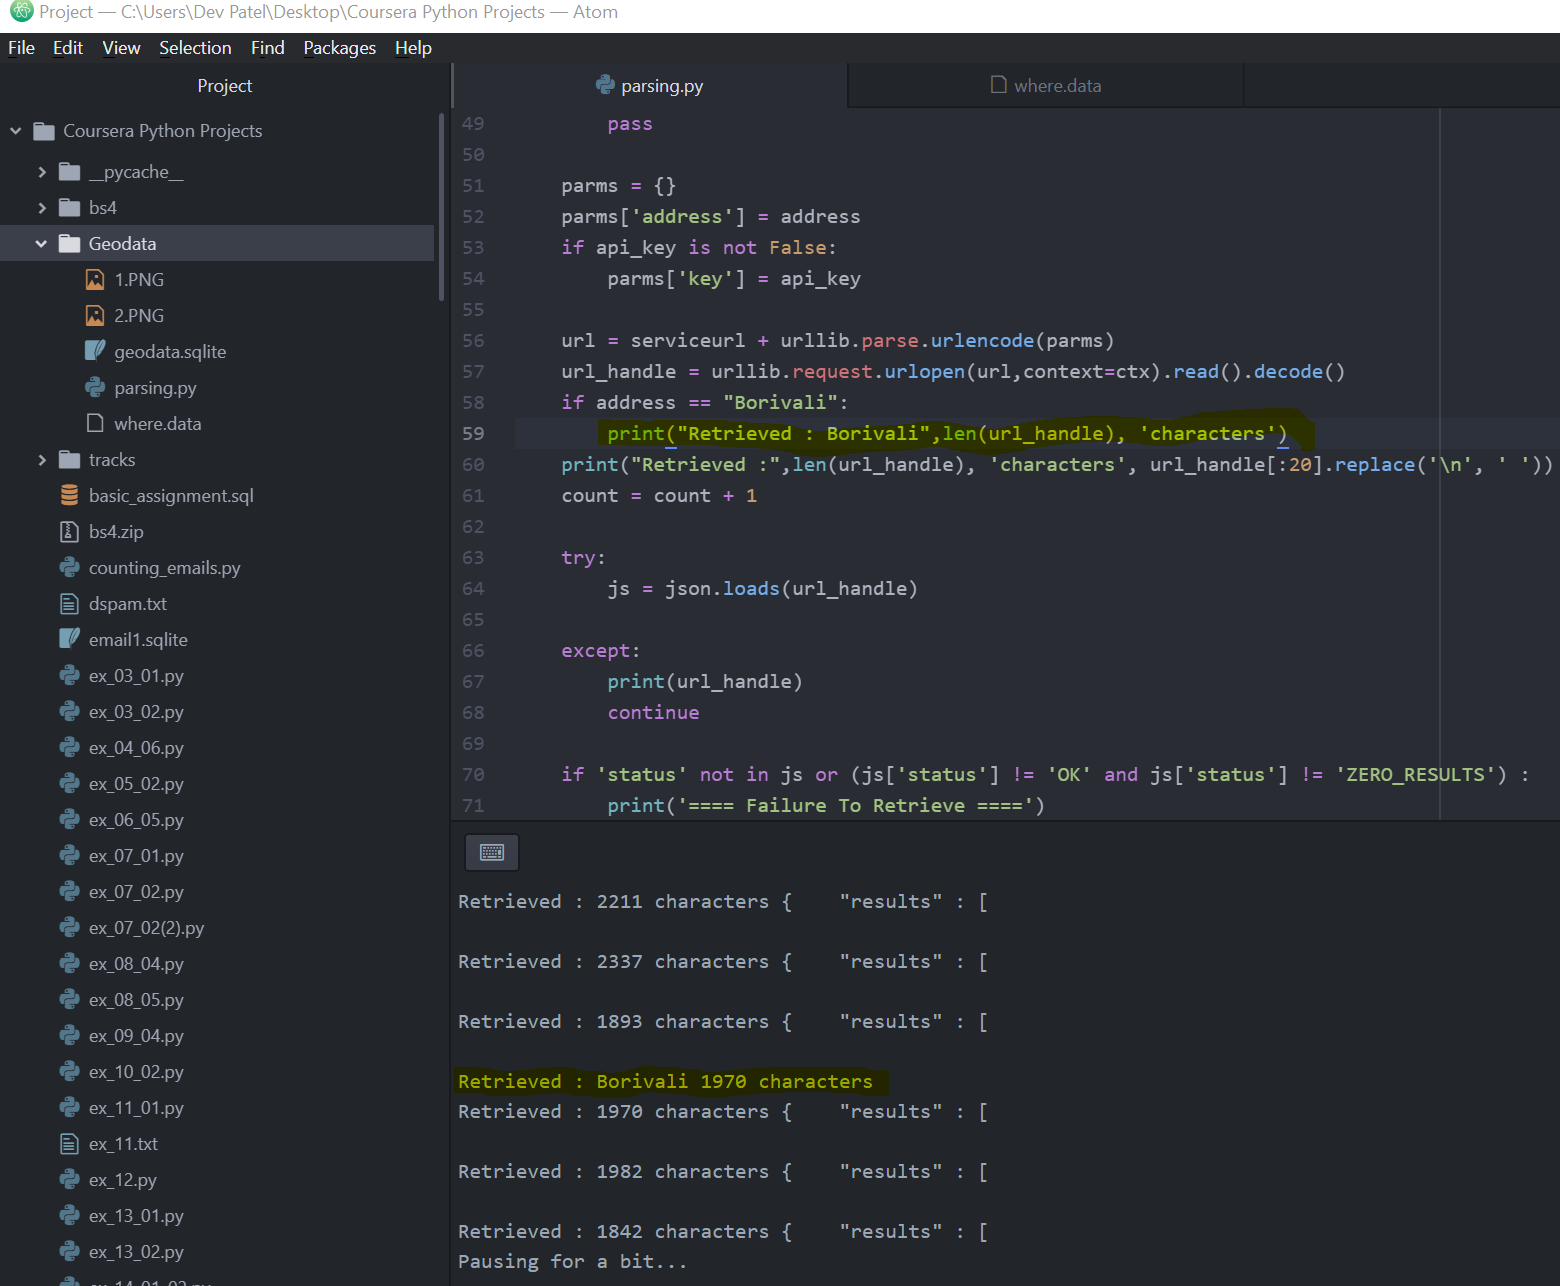 Project — C:\Users\Dev Patel\Desktop\Coursera Python Projects — Atom
File Edit View Selection Find Packages Help
Project
Coursera Python Projects
__pycache__
bs4
Geodata
1.PNG
2.PNG
geodata.sqlite
parsing.py
where.data
tracks
basic_assignment.sql
bs4.zip
counting_emails.py
dspam.txt
email1.sqlite
ex_03_01.py
ex_03_02.py
ex_04_06.py
ex_05_02.py
ex_06_05.py
ex_07_01.py
ex_07_02.py
ex_07_02(2).py
ex_08_04.py
ex_08_05.py
ex_09_04.py
ex_10_02.py
ex_11_01.py
ex_11.txt
ex_12.py
ex_13_01.py
ex_13_02.py
parsing.py
where.data
49 pass
50
51 parms = {}
52 parms['address'] = address
53 if api_key is not False:
54 parms['key'] = api_key
55
56 url = serviceurl + urllib.parse.urlencode(parms)
57 url_handle = urllib.request.urlopen(url,context=ctx).read().decode()
58 if address == "Borivali":
59 print("Retrieved : Borivali",len(url_handle), 'characters')
60 print("Retrieved :",len(url_handle), 'characters', url_handle[:20].replace('\n', ' '))
61 count = count + 1
62
63 try:
64 js = json.loads(url_handle)
65
66 except:
67 print(url_handle)
68 continue
69
70 if 'status' not in js or (js['status'] != 'OK' and js['status'] != 'ZERO_RESULTS') :
71 print('==== Failure To Retrieve ====')
Retrieved : 2211 characters { "results" : [
Retrieved : 2337 characters { "results" : [
Retrieved : 1893 characters { "results" : [
Retrieved : Borivali 1970 characters
Retrieved : 1970 characters { "results" : [
Retrieved : 1982 characters { "results" : [
Retrieved : 1842 characters { "results" : [
Pausing for a bit...